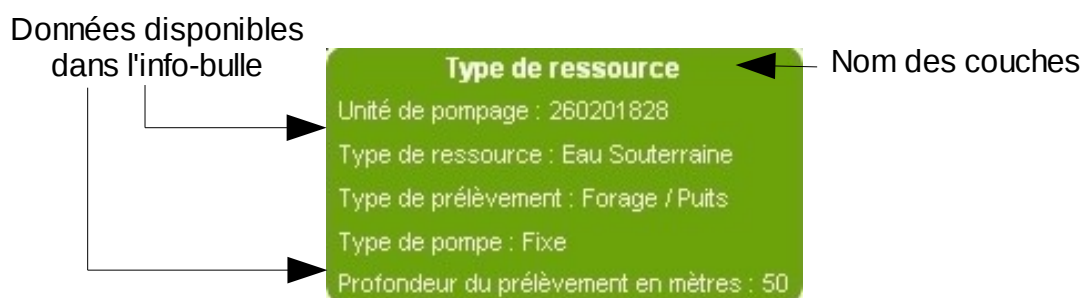 Données disponibles
dans l'info-bulle
Type de ressource
Nom des couches
Unité de pompage : 260201828
Type de ressource : Eau Souterraine
Type de prélèvement : Forage / Puits
Type de pompe : Fixe
Profondeur du prélèvement en mètres : 50